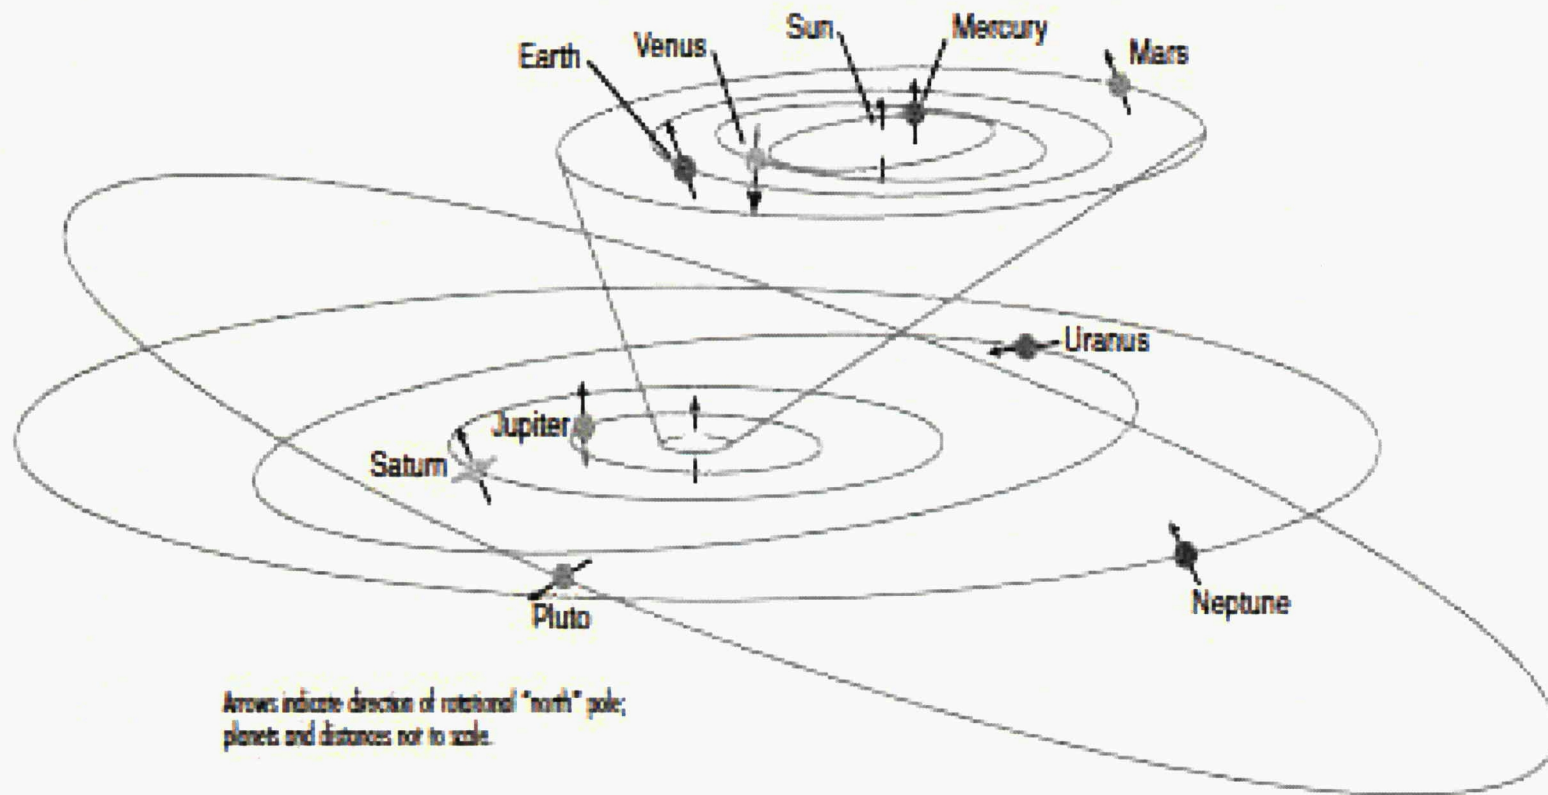 Sun
Mercury
Mars
Venus
Earth
Uranus
Jupiter
Saturn
Neptune
Pluto
Arrows indicate direction of rotational "north" pole;
planets and distances not to scale.